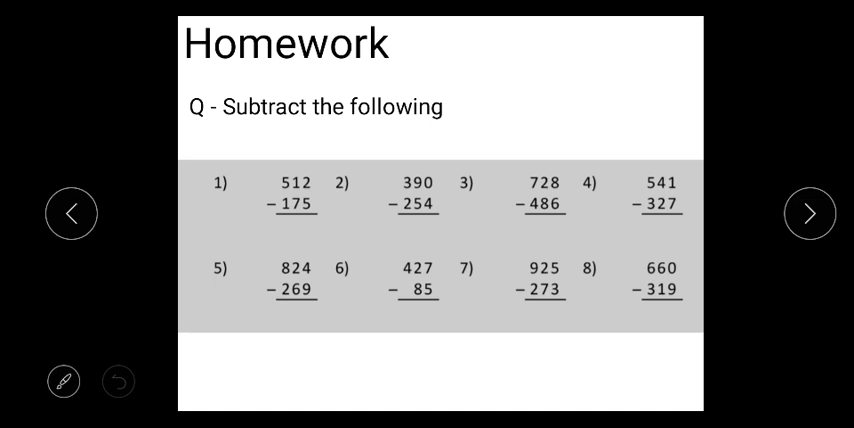 Homework
Q - Subtract the following
1) 512 2) 390 3) 728 4) 541
- 175 - 254 - 486 - 327
5) 824 6) 427 7) 925 8) 660
- 269 - 85 - 273 - 319